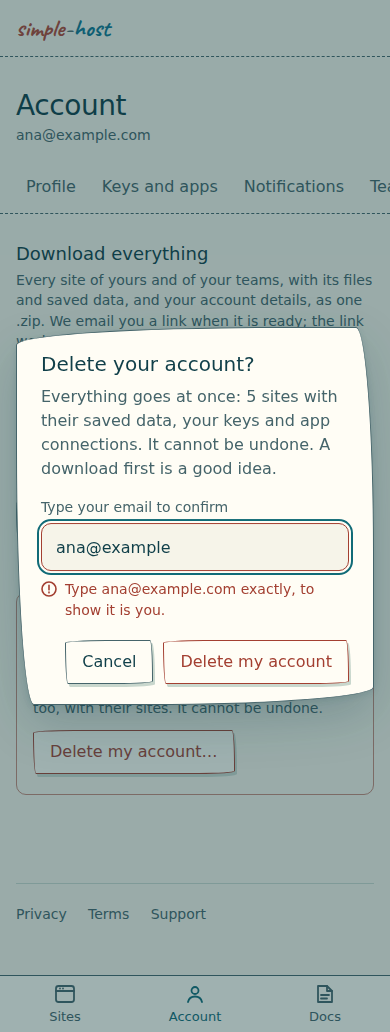 simple-host
Account
ana@example.com
Profile Keys and apps Notifications Tea
Download everything
Every site of yours and of your teams, with its files
and saved data, and your account details, as one
.zip. We email you a link when it is ready; the link
Delete your account?
Everything goes at once: 5 sites with
their saved data, your keys and app
connections. It cannot be undone. A
download first is a good idea.
Type your email to confirm
ana@example
Type ana@example.com exactly, to
show it is you.
Cancel Delete my account
too, with their sites. It cannot be undone.
Delete my account…
Privacy Terms Support
Sites Account Docs